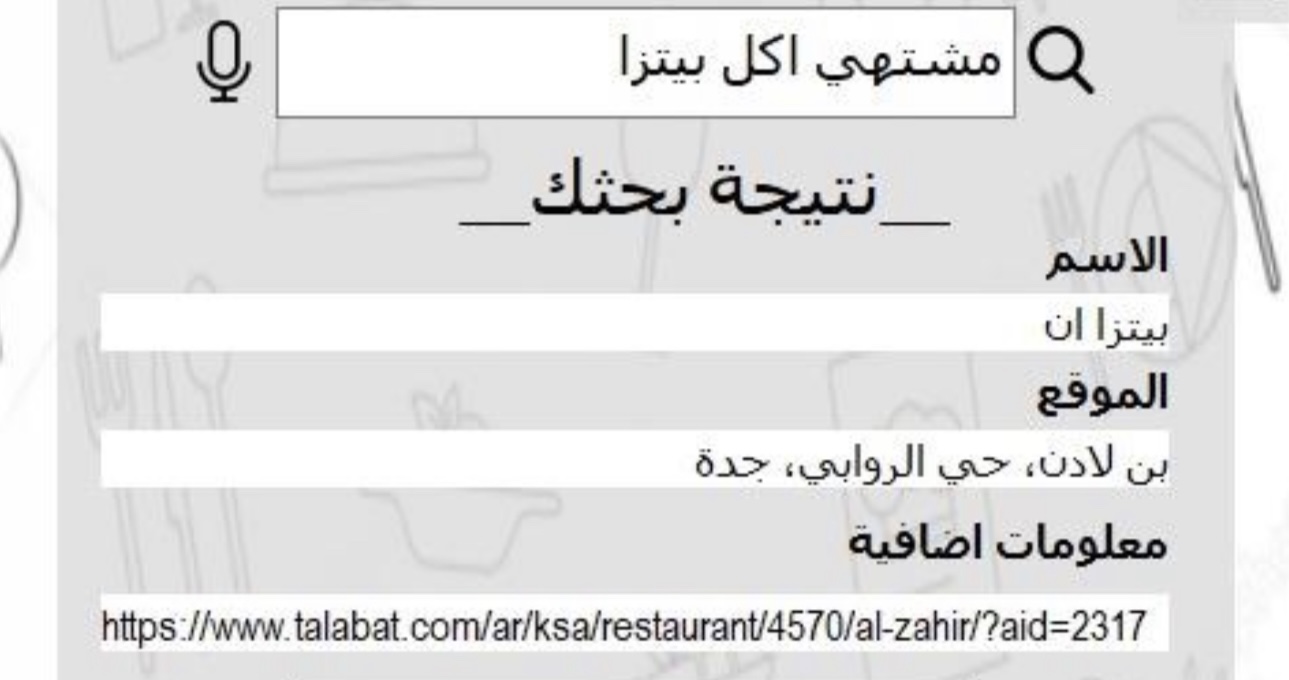 مشتهي اكل بيتزا
__نتيجة بحثك__
الاسم
بيتزا ان
الموقع
بن لادن، حي الروابي، جدة
معلومات اضافية
https://www.talabat.com/ar/ksa/restaurant/4570/al-zahir/?aid=2317